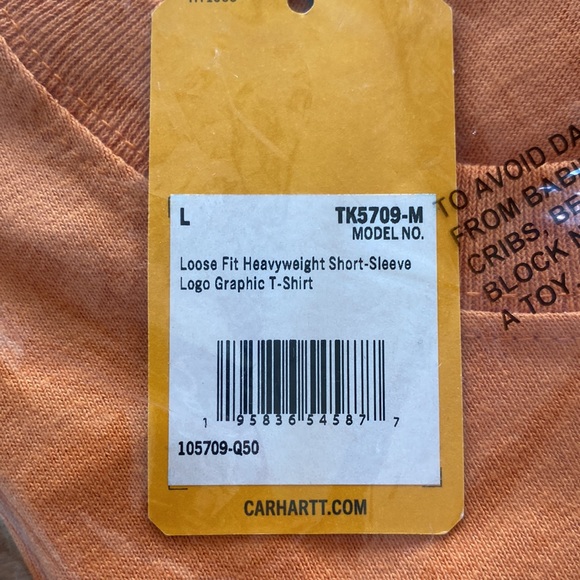 L
TK5709-M
MODEL NO.
Loose Fit Heavyweight Short-Sleeve
Logo Graphic T-Shirt
1 95836 54587 7
105709-Q50
CARHARTT.COM
TO AVOID DA
FROM BAB
CRIBS, BE
BLOCK N
A TOY.